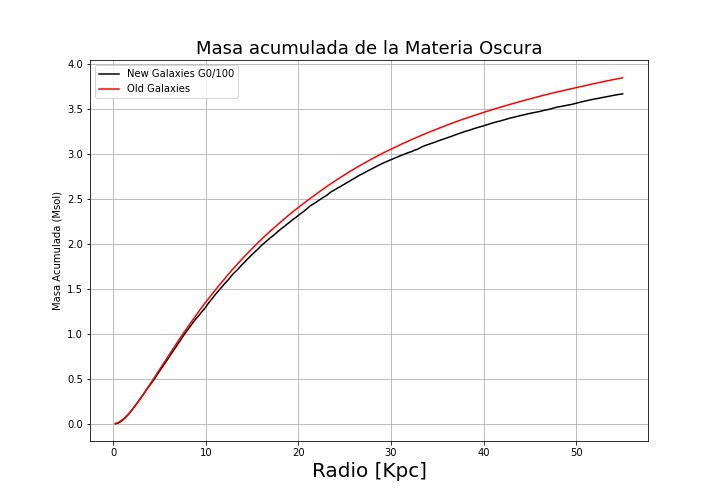 Masa acumulada de la Materia Oscura
New Galaxies G0/100
Old Galaxies
Masa Acumulada (Msol)
4.0
3.5
3.0
2.5
2.0
1.5
1.0
0.5
0.0
0 10 20 30 40 50
Radio [Kpc]